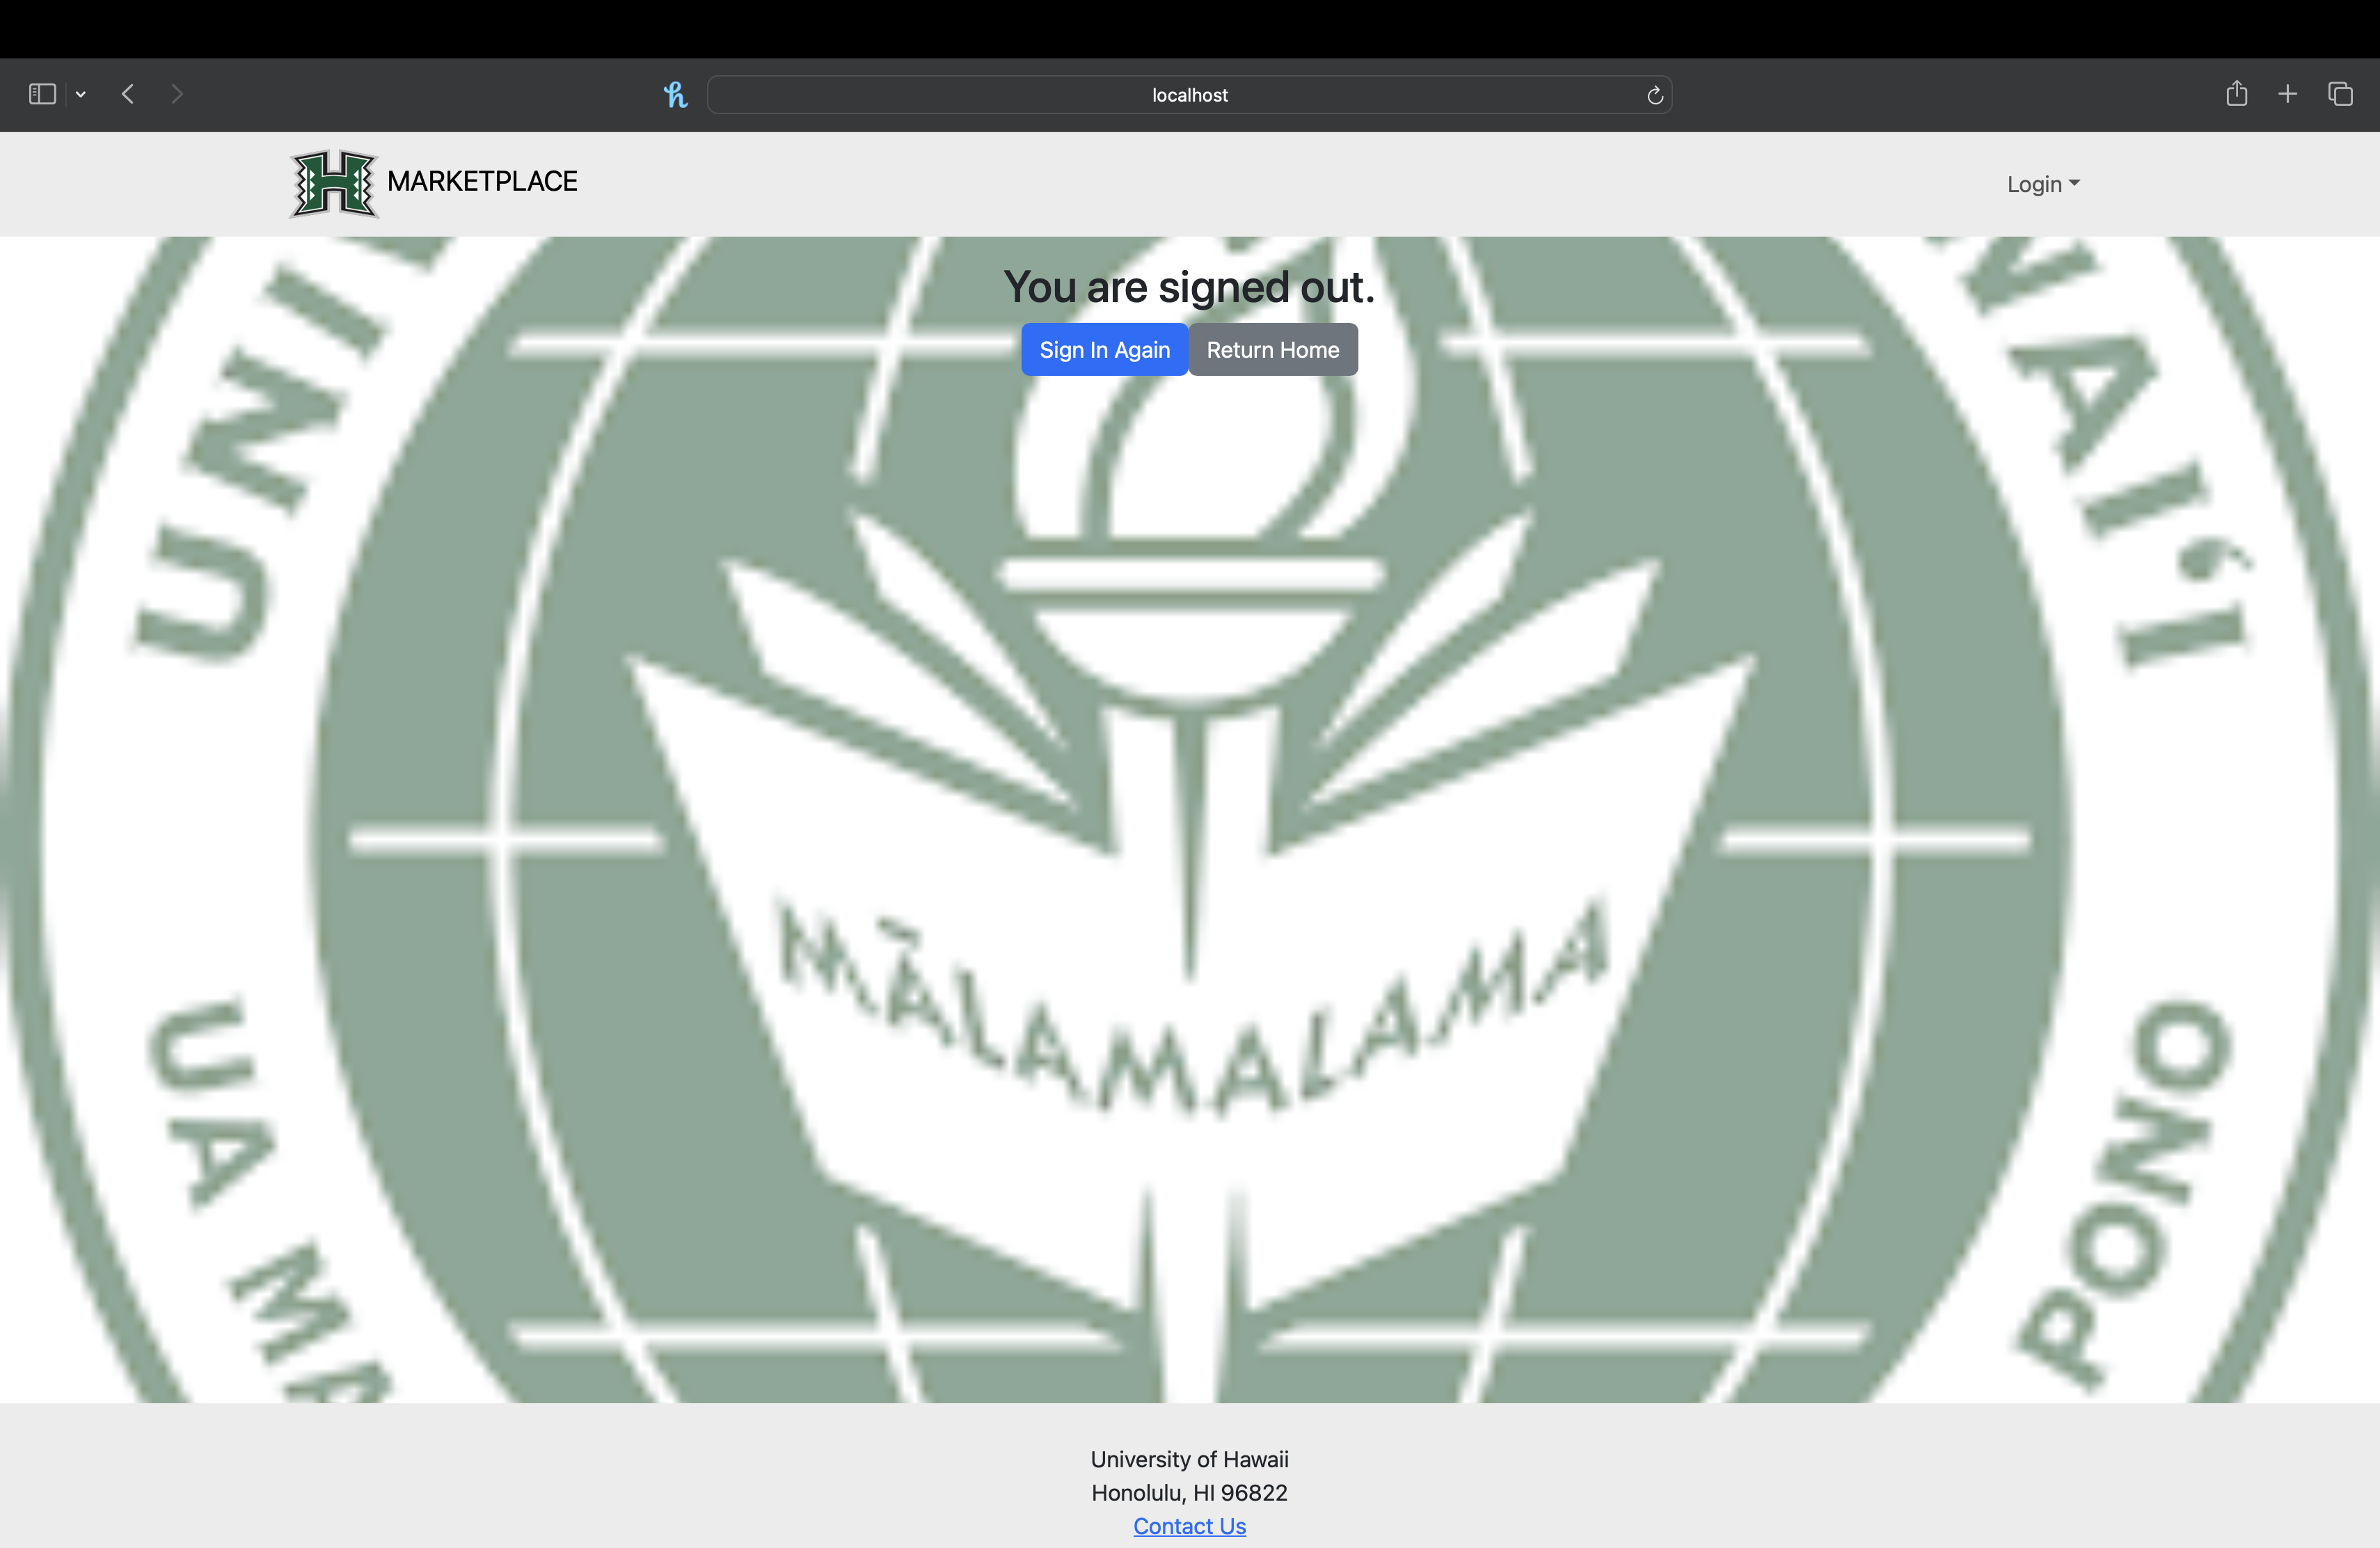 localhost
H MARKETPLACE
Login
You are signed out.
Sign In Again
Return Home
UNI
WAIʻI
MĀLAMALAMA
UA MA
PONO
University of Hawaii
Honolulu, HI 96822
Contact Us